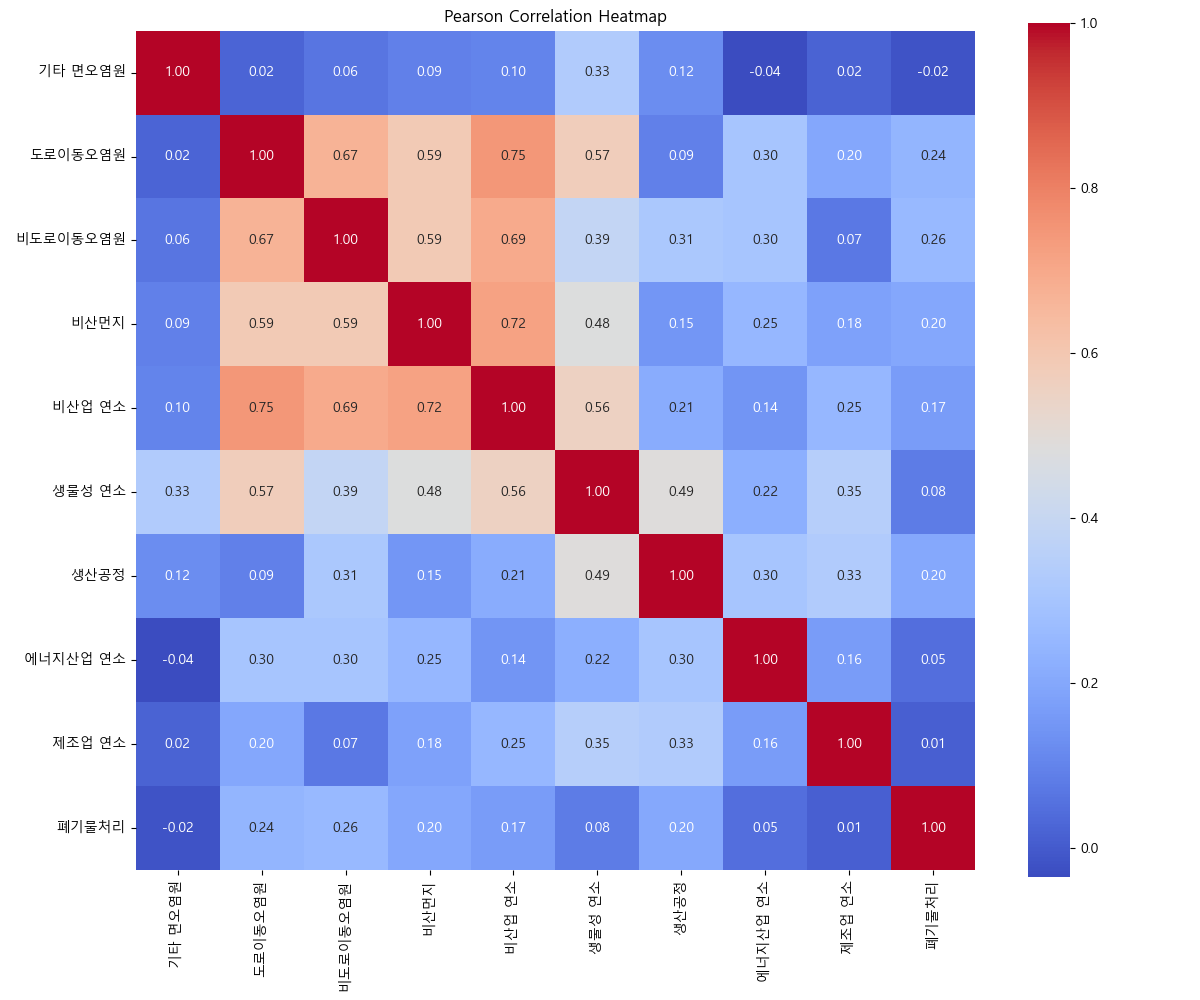 Pearson Correlation Heatmap
기타 면오염원 1.00 0.02 0.06 0.09 0.10 0.33 0.12 -0.04 0.02 -0.02
도로이동오염원 0.02 1.00 0.67 0.59 0.75 0.57 0.09 0.30 0.20 0.24
비도로이동오염원 0.06 0.67 1.00 0.59 0.69 0.39 0.31 0.30 0.07 0.26
비산먼지 0.09 0.59 0.59 1.00 0.72 0.48 0.15 0.25 0.18 0.20
비산업 연소 0.10 0.75 0.69 0.72 1.00 0.56 0.21 0.14 0.25 0.17
생물성 연소 0.33 0.57 0.39 0.48 0.56 1.00 0.49 0.22 0.35 0.08
생산공정 0.12 0.09 0.31 0.15 0.21 0.49 1.00 0.30 0.33 0.20
에너지산업 연소 -0.04 0.30 0.30 0.25 0.14 0.22 0.30 1.00 0.16 0.05
제조업 연소 0.02 0.20 0.07 0.18 0.25 0.35 0.33 0.16 1.00 0.01
폐기물처리 -0.02 0.24 0.26 0.20 0.17 0.08 0.20 0.05 0.01 1.00
기타 면오염원
도로이동오염원
비도로이동오염원
비산먼지
비산업 연소
생물성 연소
생산공정
에너지산업 연소
제조업 연소
폐기물처리
1.0
0.8
0.6
0.4
0.2
0.0